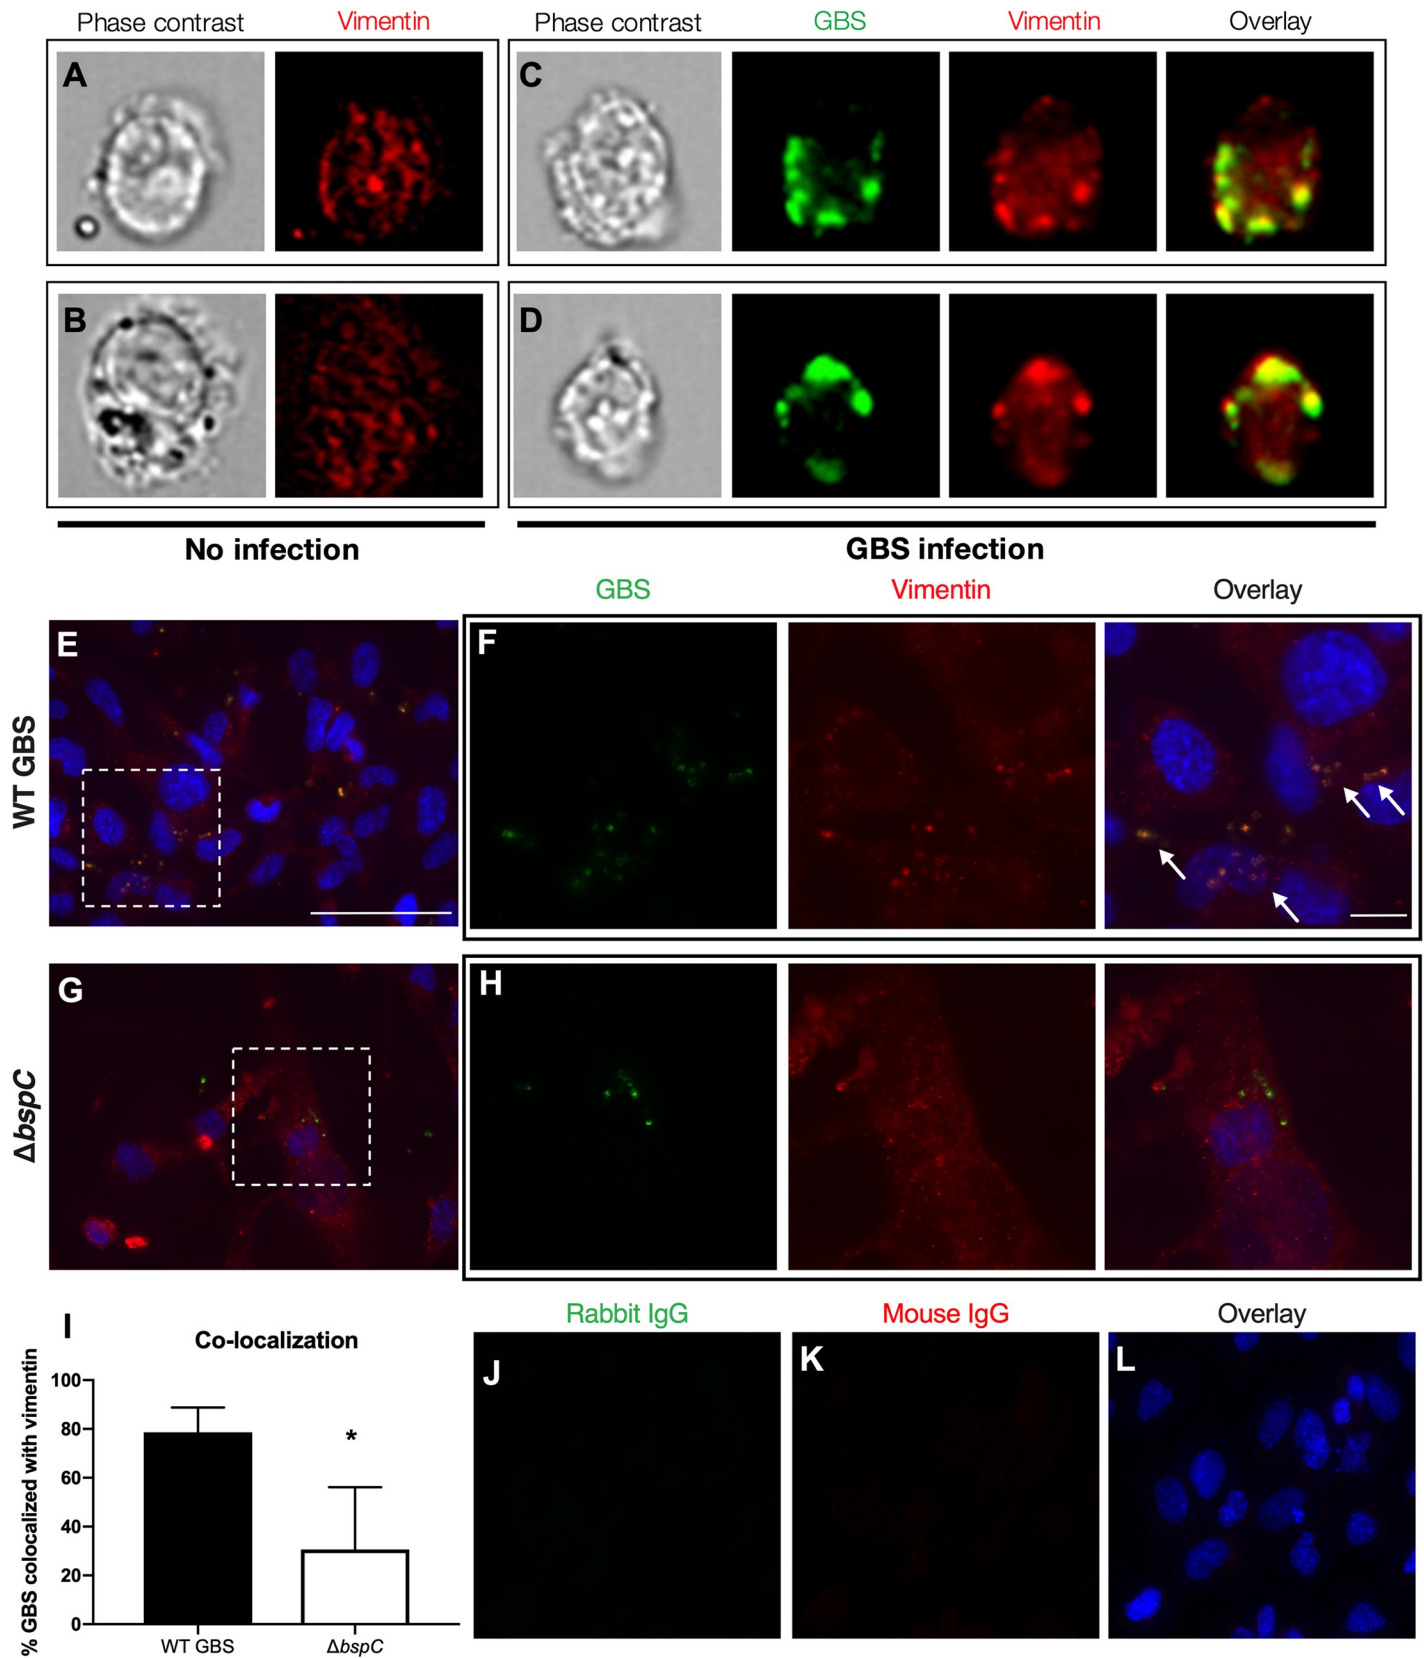 Phase contrast Vimentin Phase contrast GBS Vimentin Overlay
A C
B D
No infection GBS infection
GBS Vimentin Overlay
WT GBS
E F
ΔbspC
G H
I
Co-localization
% GBS colocalized with vimentin
100
80
60
40
20
0
*
WT GBS ΔbspC
Rabbit IgG Mouse IgG Overlay
J K L